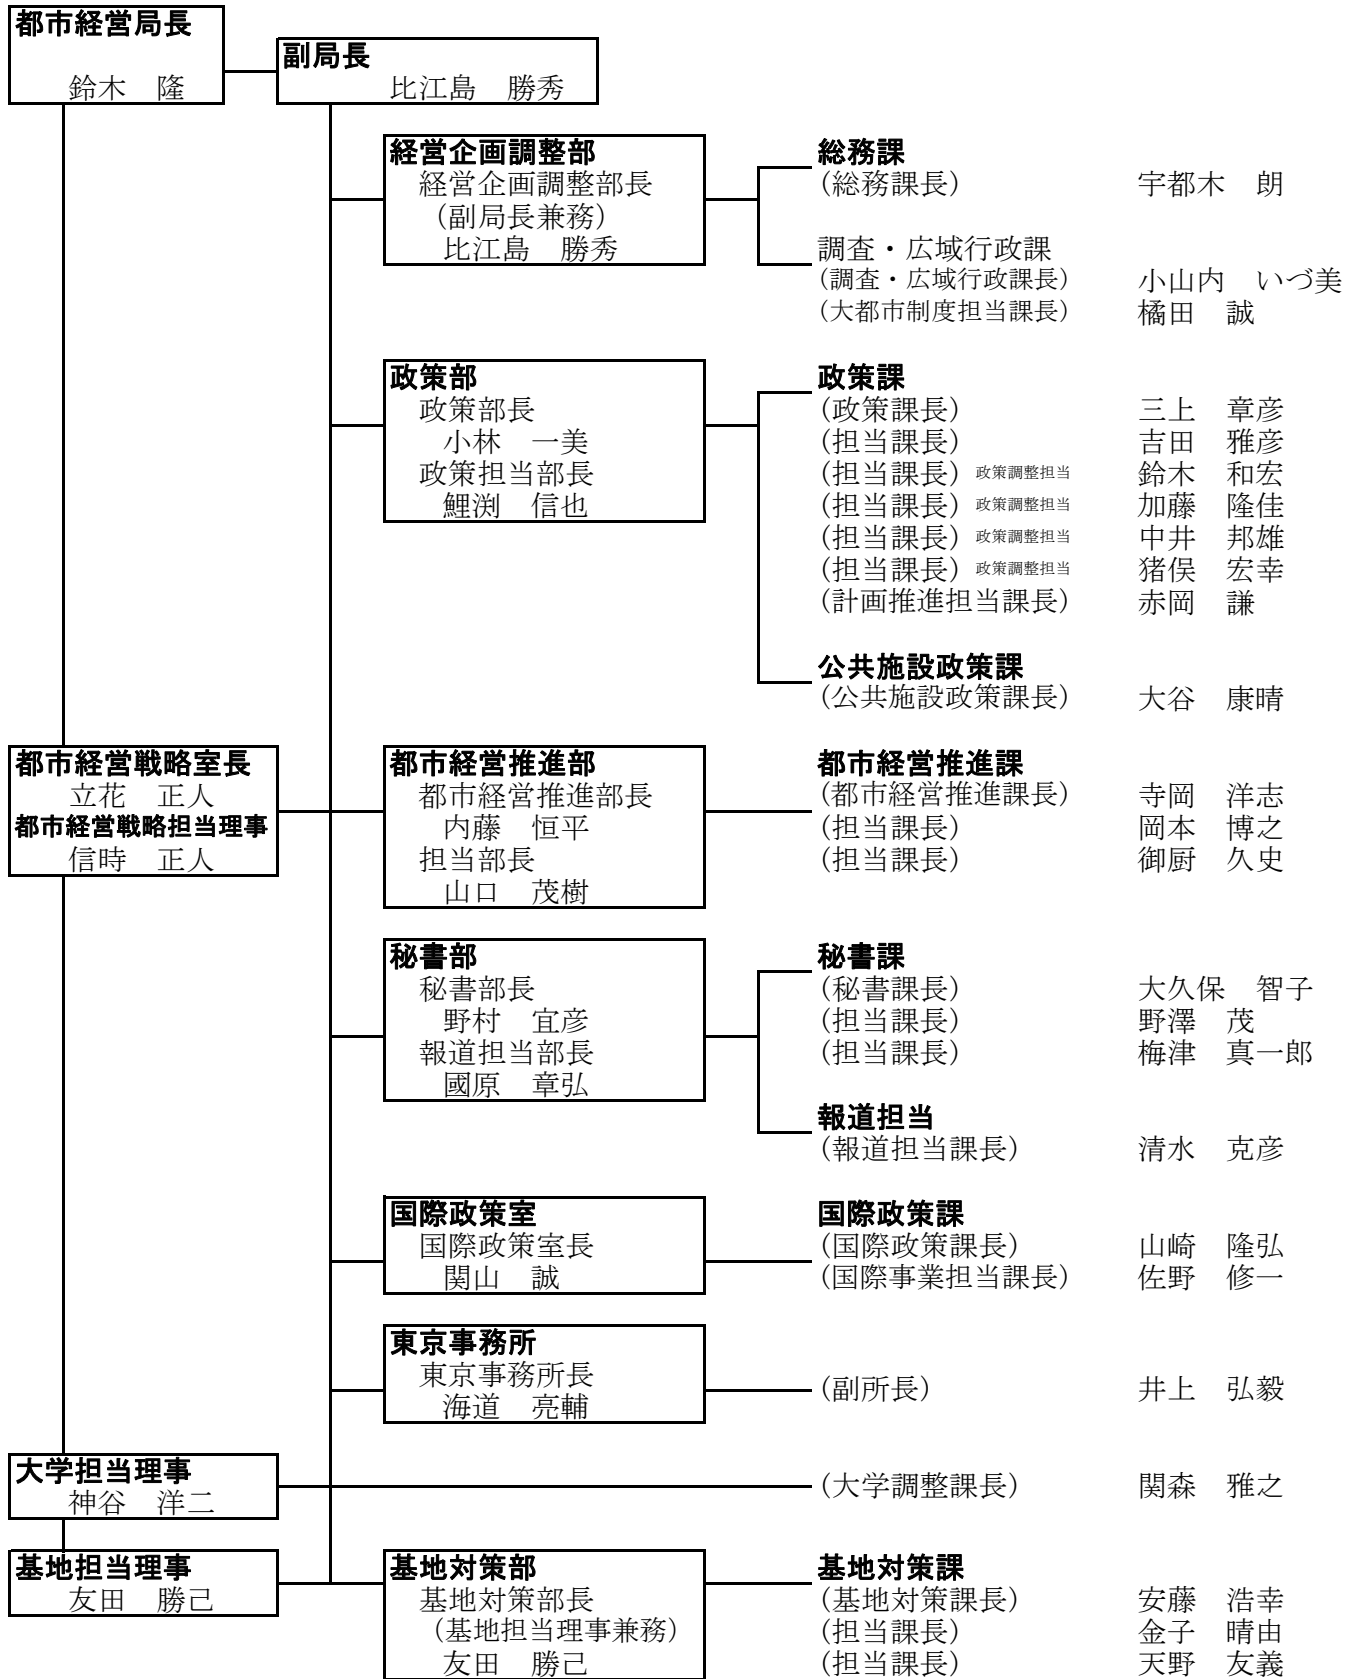 都市経営局長
鈴木　隆
副局長
比江島　勝秀
経営企画調整部
経営企画調整部長
（副局長兼務）
比江島　勝秀
総務課
（総務課長）　宇都木　朗
調査・広域行政課
（調査・広域行政課長）　小山内　いづ美
（大都市制度担当課長）　橘田　誠
政策部
政策部長
小林　一美
政策担当部長
鯉渕　信也
政策課
（政策課長）　三上　章彦
（担当課長）　吉田　雅彦
（担当課長）政策調整担当　鈴木　和宏
（担当課長）政策調整担当　加藤　隆佳
（担当課長）政策調整担当　中井　邦雄
（担当課長）政策調整担当　猪俣　宏幸
（計画推進担当課長）　赤岡　謙
公共施設政策課
（公共施設政策課長）　大谷　康晴
都市経営戦略室長
立花　正人
都市経営戦略担当理事
信時　正人
都市経営推進部
都市経営推進部長
内藤　恒平
担当部長
山口　茂樹
都市経営推進課
（都市経営推進課長）　寺岡　洋志
（担当課長）　岡本　博之
（担当課長）　御厨　久史
秘書部
秘書部長
野村　宜彦
報道担当部長
國原　章弘
秘書課
（秘書課長）　大久保　智子
（担当課長）　野澤　茂
（担当課長）　梅津　真一郎
報道担当
（報道担当課長）　清水　克彦
国際政策室
国際政策室長
関山　誠
国際政策課
（国際政策課長）　山崎　隆弘
（国際事業担当課長）　佐野　修一
東京事務所
東京事務所長
海道　亮輔
（副所長）　井上　弘毅
大学担当理事
神谷　洋二
（大学調整課長）　関森　雅之
基地担当理事
友田　勝己
基地対策部
基地対策部長
（基地担当理事兼務）
友田　勝己
基地対策課
（基地対策課長）　安藤　浩幸
（担当課長）　金子　晴由
（担当課長）　天野　友義